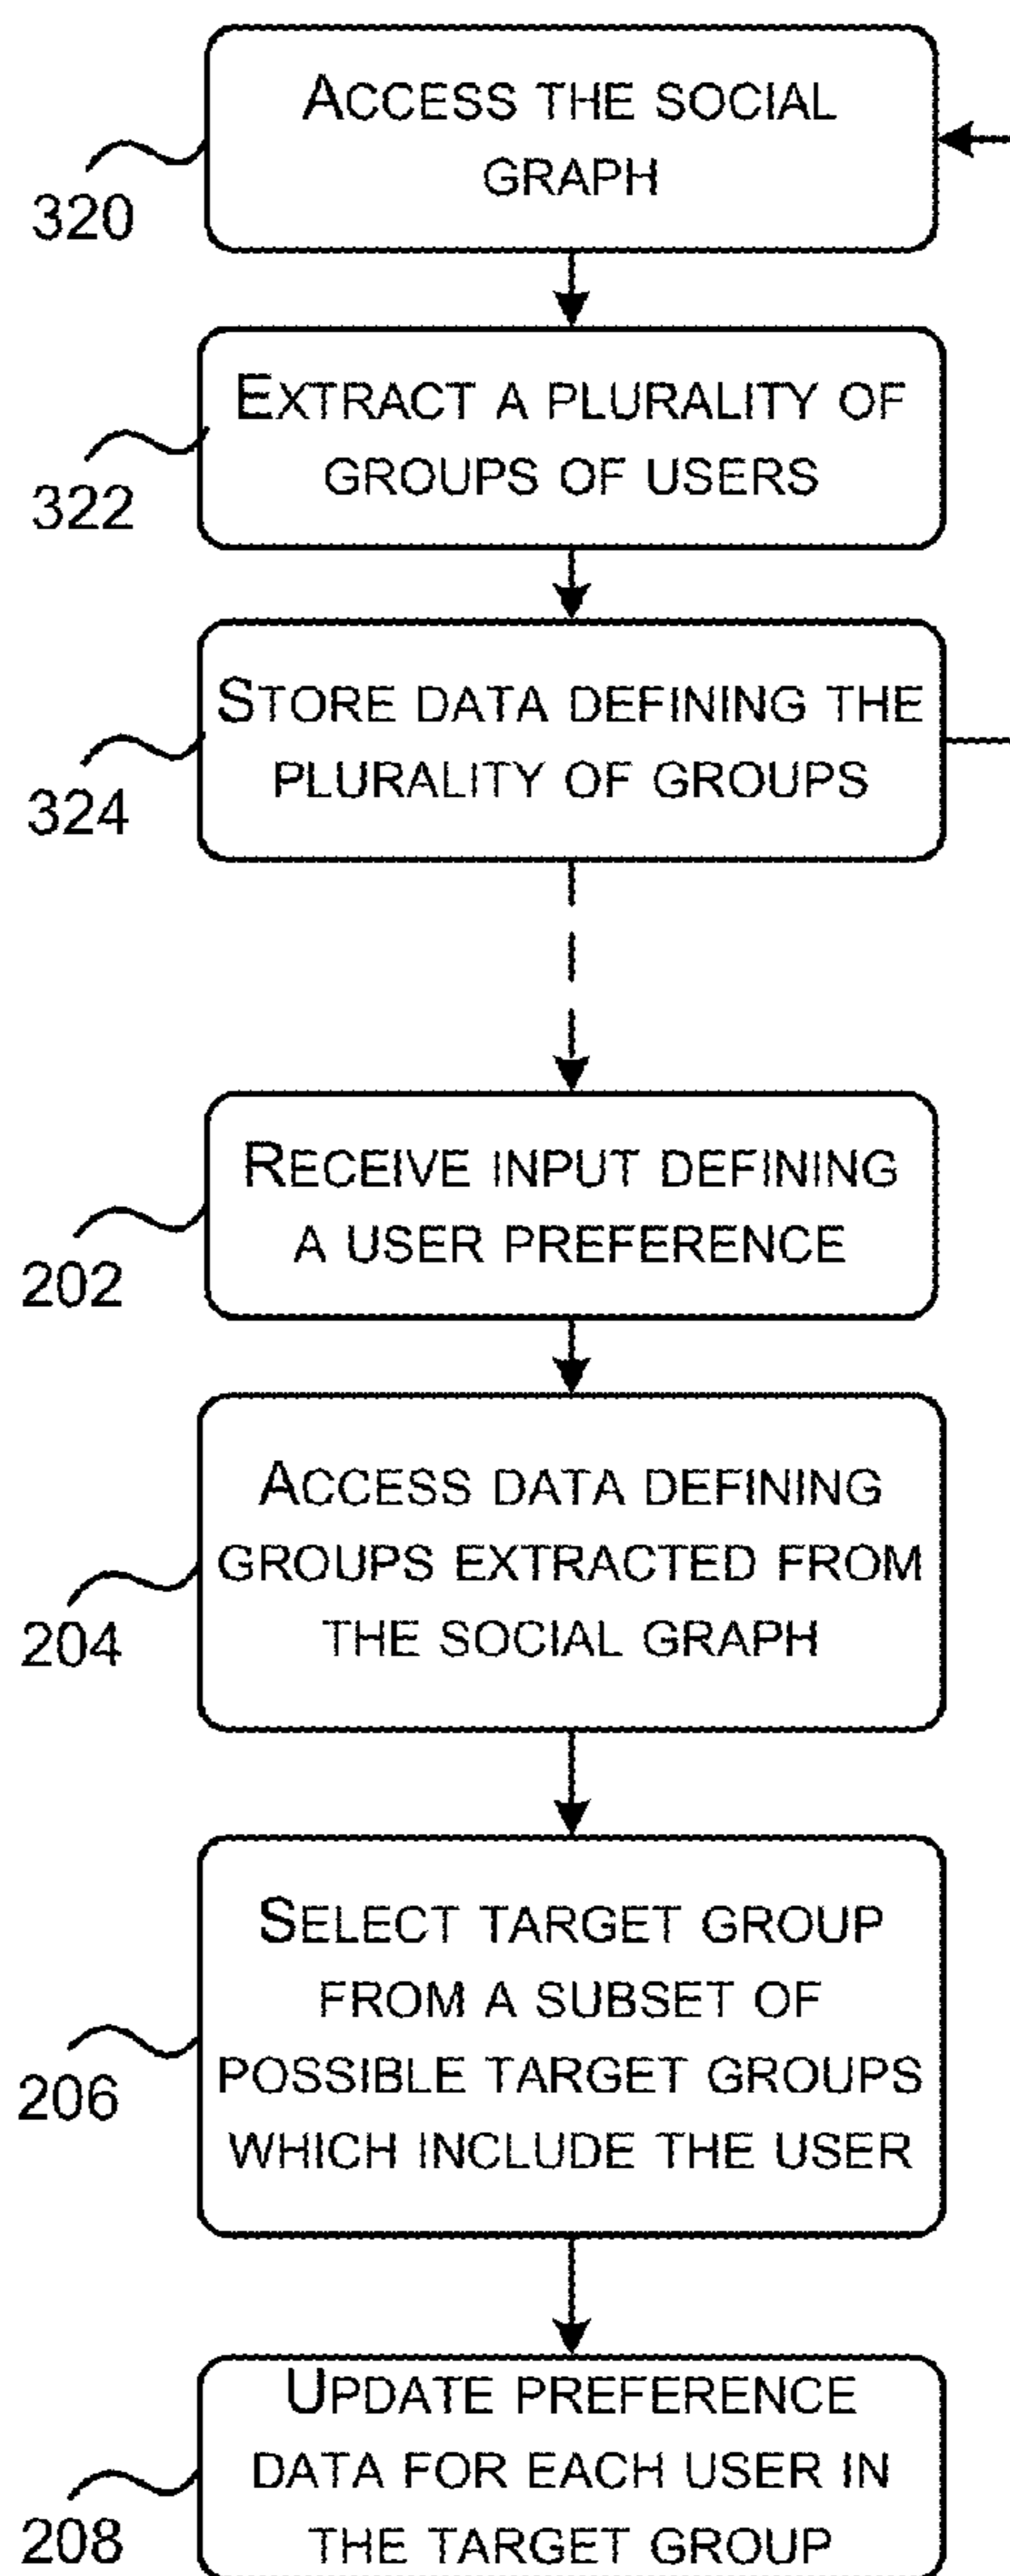 ACCESS THE SOCIAL
GRAPH
320
EXTRACT A PLURALITY OF
GROUPS OF USERS
322
STORE DATA DEFINING THE
PLURALITY OF GROUPS
324
RECEIVE INPUT DEFINING
A USER PREFERENCE
202
ACCESS DATA DEFINING
GROUPS EXTRACTED FROM
THE SOCIAL GRAPH
204
SELECT TARGET GROUP
FROM A SUBSET OF
POSSIBLE TARGET GROUPS
WHICH INCLUDE THE USER
206
UPDATE PREFERENCE
DATA FOR EACH USER IN
THE TARGET GROUP
208